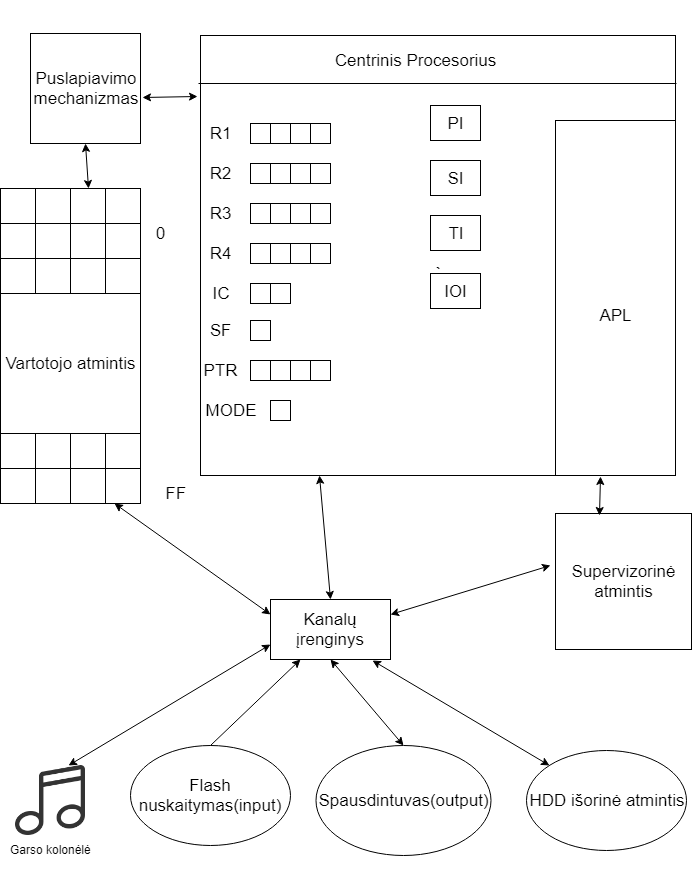 Centrinis Procesorius
Puslapiavimo
mechanizmas
R1
R2
R3
R4
IC
SF
PTR
MODE
PI
SI
TI
`
IOI
APL
0
Vartotojo atmintis
FF
Supervizorinė
atmintis
Kanalų
įrenginys
Garso kolonėlė
Flash
nuskaitymas(input)
Spausdintuvas(output)
HDD išorinė atmintis